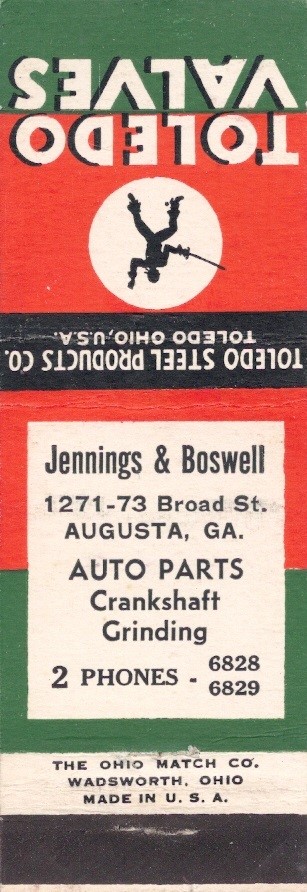 TOLEDO
VALVES
TOLEDO STEEL PRODUCTS CO.
TOLEDO OHIO, U.S.A.
Jennings & Boswell
1271-73 Broad St.
AUGUSTA, GA.
AUTO PARTS
Crankshaft
Grinding
2 PHONES - 6828
6829
THE OHIO MATCH CO.
WADSWORTH, OHIO
MADE IN U. S. A.